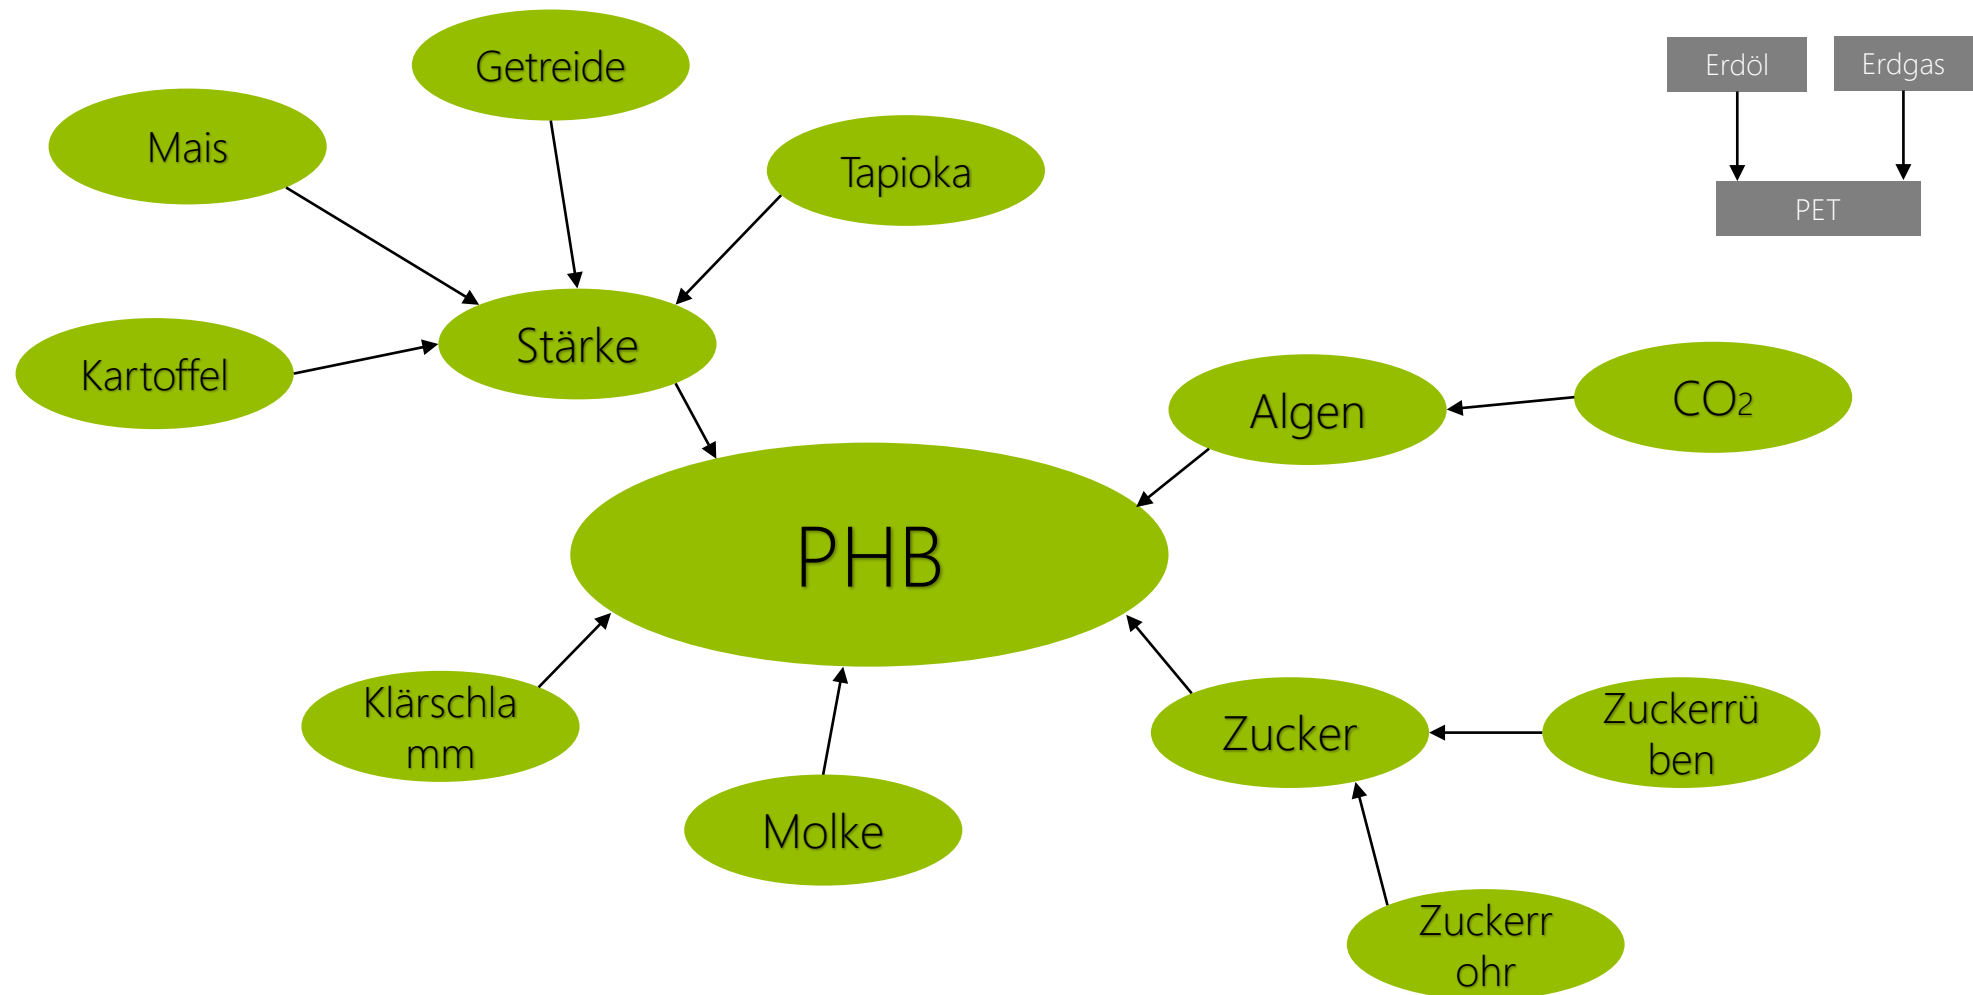 Getreide
Erdöl
Erdgas
Mais
Tapioka
PET
Stärke
Kartoffel
Algen
CO2
PHB
Klärschla
mm
Zucker
Zuckerrü
ben
Molke
Zuckerr
ohr